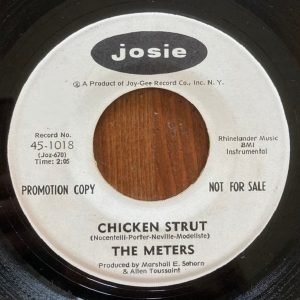 josie
® A Product of Jay-Gee Record Co., Inc. N. Y.
Record No.
45-1018
(Joz-670)
Time: 2:05
Rhinelander Music
BMI
Instrumental
PROMOTION COPY
NOT FOR SALE
CHICKEN STRUT
(Nocentelli-Porter-Neville-Modeliste)
THE METERS
Produced by Marshall E. Sehorn
& Allen Toussaint